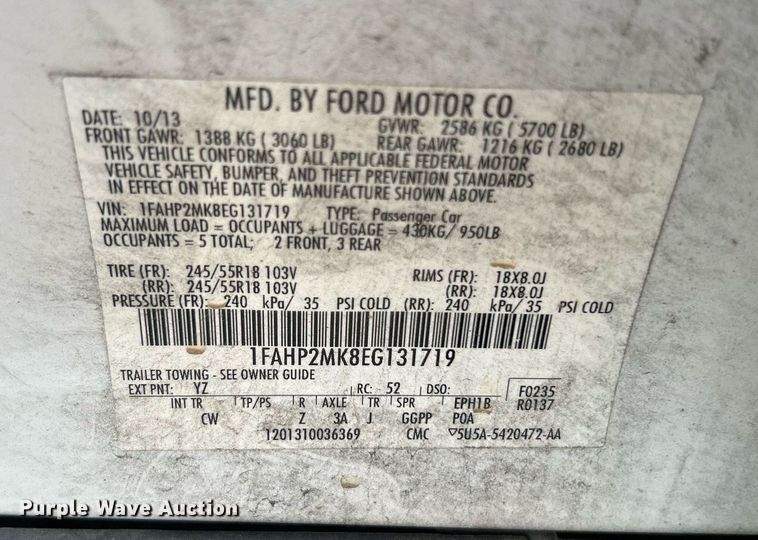 MFD. BY FORD MOTOR CO.
DATE: 10/13 GVWR: 2586 KG ( 5700 LB)
FRONT GAWR: 1388 KG ( 3060 LB) REAR GAWR: 1216 KG ( 2680 LB)
THIS VEHICLE CONFORMS TO ALL APPLICABLE FEDERAL MOTOR
VEHICLE SAFETY, BUMPER, AND THEFT PREVENTION STANDARDS
IN EFFECT ON THE DATE OF MANUFACTURE SHOWN ABOVE.
VIN: 1FAHP2MK8EG131719 TYPE: Passenger Car
MAXIMUM LOAD = OCCUPANTS + LUGGAGE = 430KG/ 950LB
OCCUPANTS = 5 TOTAL; 2 FRONT, 3 REAR
TIRE (FR): 245/55R18 103V RIMS (FR): 18X8.0J
(RR): 245/55R18 103V (RR): 18X8.0J
PRESSURE (FR): 240 kPa/ 35 PSI COLD (RR): 240 kPa/ 35 PSI COLD
1FAHP2MK8EG131719
TRAILER TOWING - SEE OWNER GUIDE
EXT PNT: YZ RC: 52 DSO: F0235
INT TR TP/PS R AXLE TR SPR EPH1B R0137
CW Z 3A J GGPP P0A
1201310036369 CMC ▽5U5A-5420472-AA
Purple Wave Auction